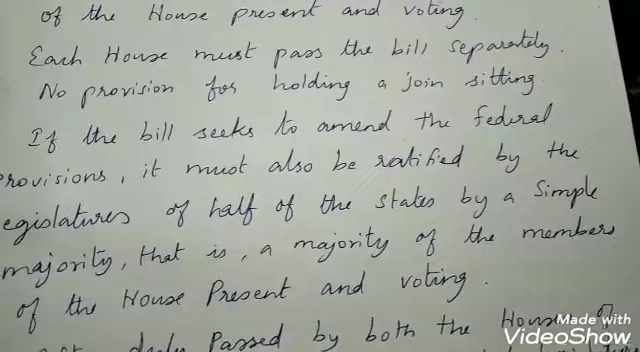 of the House present and voting.
Each House must pass the bill separately.
No provision for holding a join sitting.
If the bill seeks to amend the federal
provisions, it must also be ratified by the
egislatures of half of the states by a simple
majority, that is, a majority of the members
of the House Present and voting.
Passed by both the House of
Made with
VideoShow